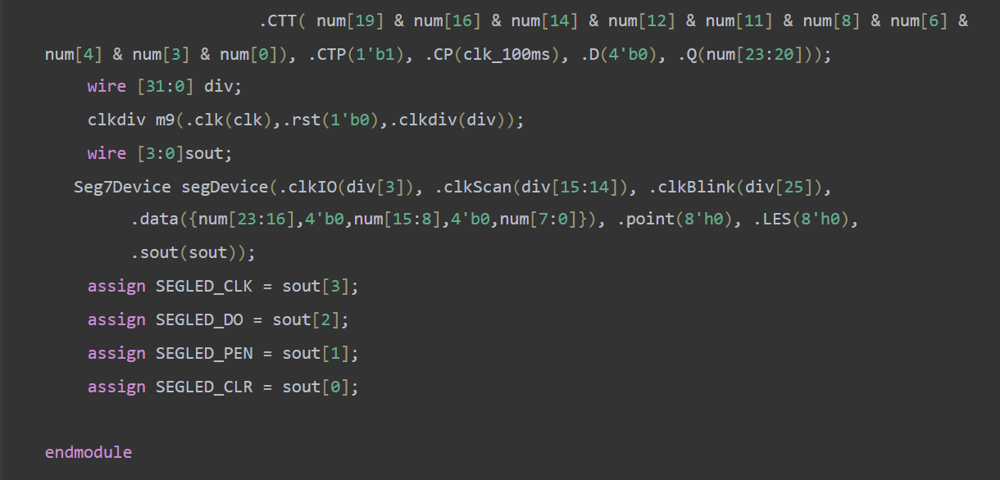 .CTT( num[19] & num[16] & num[14] & num[12] & num[11] & num[8] & num[6] &
num[4] & num[3] & num[0]), .CTP(1'b1), .CP(clk_100ms), .D(4'b0), .Q(num[23:20]));
wire [31:0] div;
clkdiv m9(.clk(clk),.rst(1'b0),.clkdiv(div));
wire [3:0]sout;
Seg7Device segDevice(.clkIO(div[3]), .clkScan(div[15:14]), .clkBlink(div[25]),
.data({num[23:16],4'b0,num[15:8],4'b0,num[7:0]}), .point(8'h0), .LES(8'h0),
.sout(sout));
assign SEGLED_CLK = sout[3];
assign SEGLED_DO = sout[2];
assign SEGLED_PEN = sout[1];
assign SEGLED_CLR = sout[0];
endmodule